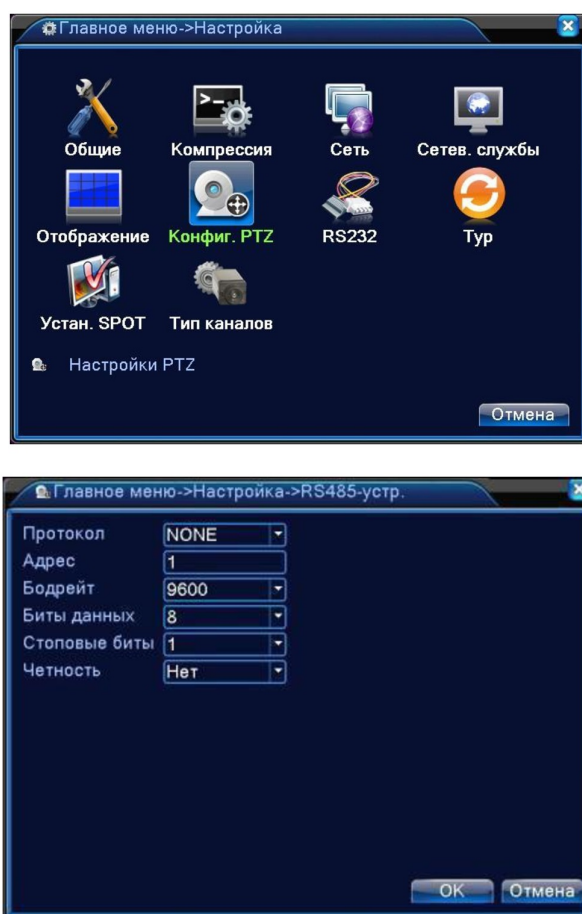 Главное меню->Настройка
Общие Компрессия Сеть Сетев. службы
Отображение Конфиг. PTZ RS232 Тур
Устан. SPOT Тип каналов
Настройки PTZ
Отмена
Главное меню->Настройка->RS485-устр.
Протокол NONE
Адрес 1
Бодрейт 9600
Биты данных 8
Стоповые биты 1
Четность Нет
OK Отмена